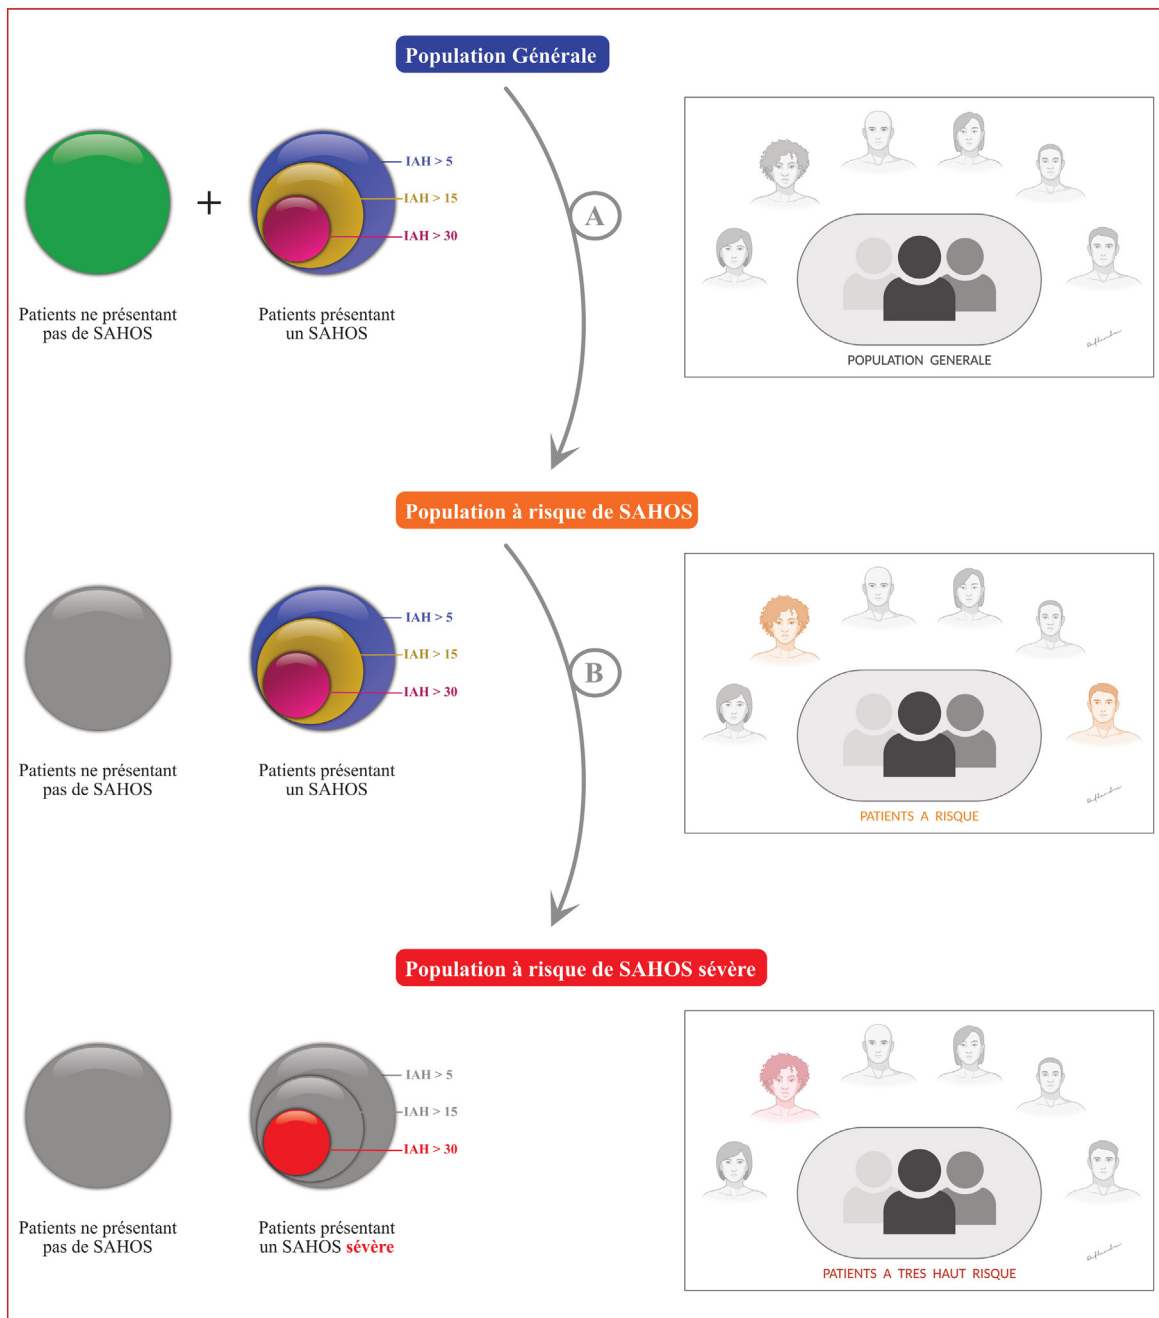 Population Générale
IAH > 5
IAH > 15
IAH > 30
+
A
Patients ne présentant
pas de SAHOS
Patients présentant
un SAHOS
POPULATION GENERALE
Population à risque de SAHOS
IAH > 5
IAH > 15
IAH > 30
B
Patients ne présentant
pas de SAHOS
Patients présentant
un SAHOS
PATIENTS A RISQUE
Population à risque de SAHOS sévère
IAH > 5
IAH > 15
IAH > 30
Patients ne présentant
pas de SAHOS
Patients présentant
un SAHOS sévère
PATIENTS A TRES HAUT RISQUE